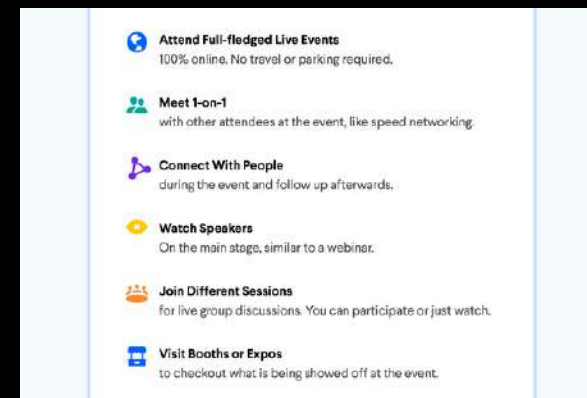 Attend Full-fledged Live Events
100% online. No travel or parking required.
Meet 1-on-1
with other attendees at the event, like speed networking.
Connect With People
during the event and follow up afterwards.
Watch Speakers
On the main stage, similar to a webinar.
Join Different Sessions
for live group discussions. You can participate or just watch.
Visit Booths or Expos
to checkout what is being showed off at the event.